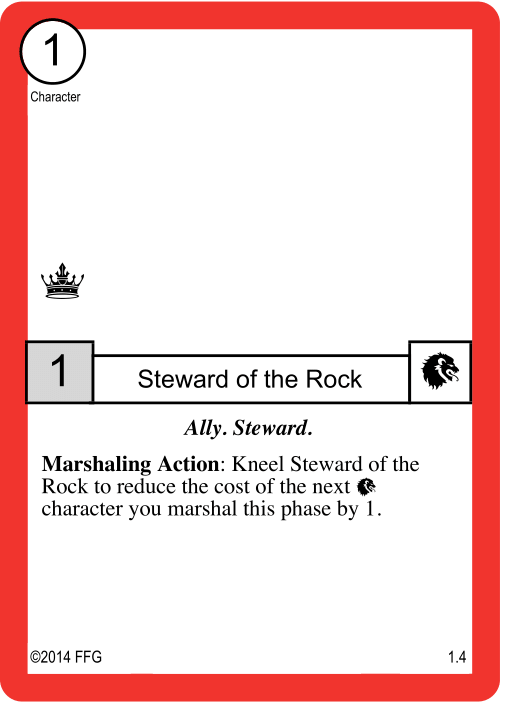 1
Character
1
Steward of the Rock
Ally. Steward.
Marshaling Action: Kneel Steward of the
Rock to reduce the cost of the next
character you marshal this phase by 1.
©2014 FFG
1.4